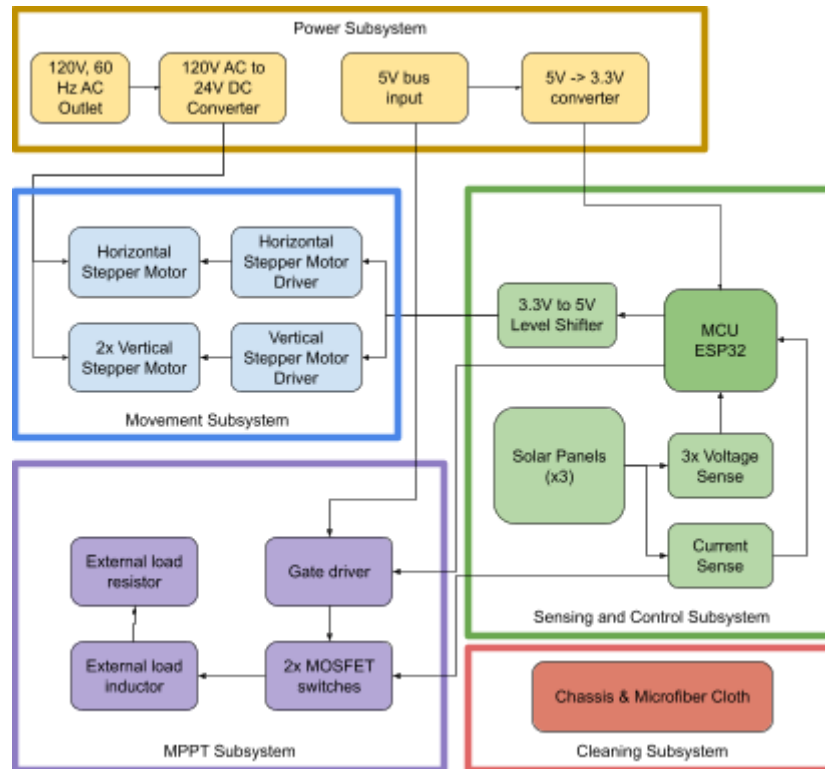 Power Subsystem
120V, 60
Hz AC
Outlet
120V AC to
24V DC
Converter
5V bus
input
5V -> 3.3V
converter
Horizontal
Stepper Motor
Horizontal
Stepper Motor
Driver
2x Vertical
Stepper Motor
Vertical
Stepper Motor
Driver
Movement Subsystem
3.3V to 5V
Level Shifter
MCU
ESP32
Solar Panels
(x3)
3x Voltage
Sense
Current
Sense
Sensing and Control Subsystem
External load
resistor
Gate driver
External load
inductor
2x MOSFET
switches
MPPT Subsystem
Chassis & Microfiber Cloth
Cleaning Subsystem